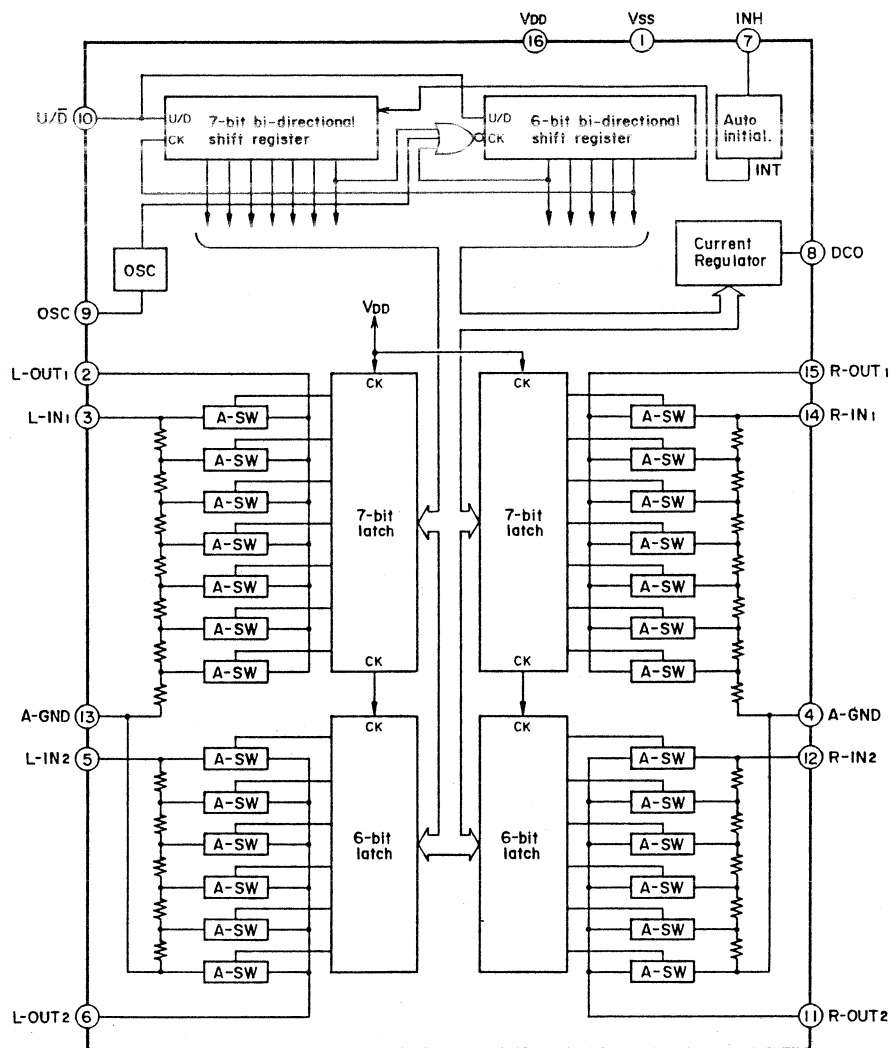 VDD VSS INH
16 1 7
U/D̅ 10
U/D 7-bit bi-directional
CK shift register
U/D 6-bit bi-directional
CK shift register
Auto
initial.
INT
OSC
Current
Regulator
8 DCO
OSC 9
VDD
L-OUT1 2
15 R-OUT1
CK CK
L-IN1 3 A-SW A-SW 14 R-IN1
A-SW A-SW
A-SW A-SW
7-bit
latch
7-bit
latch
A-SW A-SW
A-SW A-SW
A-SW A-SW
A-SW A-SW
CK CK
A-GND 13 4 A-GND
CK CK
L-IN2 5 A-SW A-SW 12 R-IN2
A-SW A-SW
A-SW A-SW
6-bit
latch
6-bit
latch
A-SW A-SW
A-SW A-SW
A-SW A-SW
L-OUT2 6 11 R-OUT2